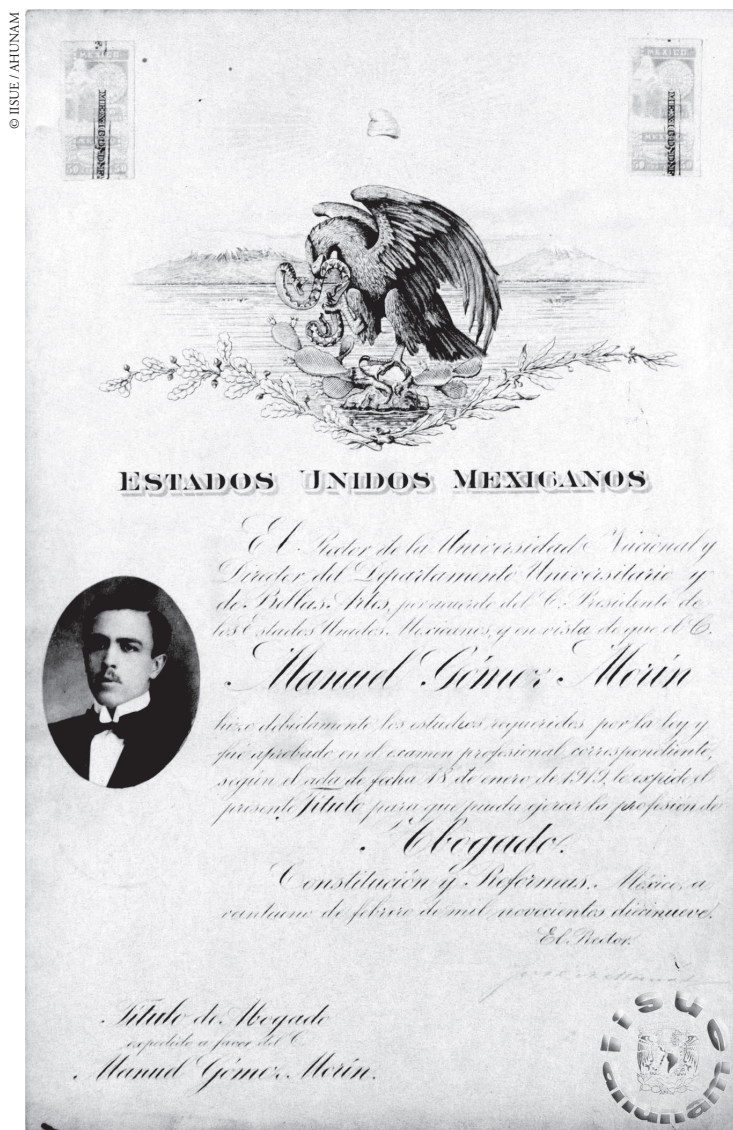 © IISUE / AHUNAM
MEXICO
MEXICO
ESTADOS UNIDOS MEXICANOS
El Rector de la Universidad Nacional y
Director del Departamento Universitario y
de Bellas Artes, por acuerdo del C. Presidente de
los Estados Unidos Mexicanos, y en vista de que el C.
Manuel Gómez Morin
hizo debidamente los estudios requeridos por la ley y
fué aprobado en el examen profesional correspondiente,
según el acta de fecha 18 de enero de 1919, le expide el
presente Título para que pueda ejercer la profesión de
Abogado.
Constitución y Reformas. México, a
veintiuno de febrero de mil novecientos diecinueve.
El Rector.
Título de Abogado
expedido a favor del C.
Manuel Gómez Morin.
iisue
ahunam